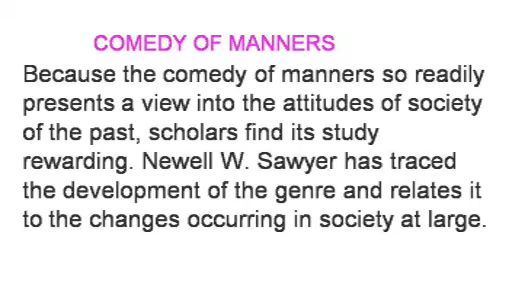 COMEDY OF MANNERS
Because the comedy of manners so readily
presents a view into the attitudes of society
of the past, scholars find its study
rewarding. Newell W. Sawyer has traced
the development of the genre and relates it
to the changes occurring in society at large.